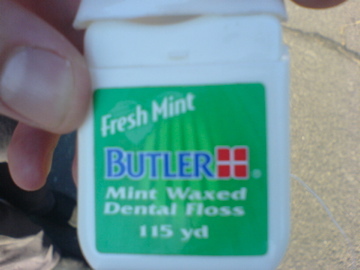 Fresh Mint
BUTLER®
Mint Waxed
Dental Floss
115 yd